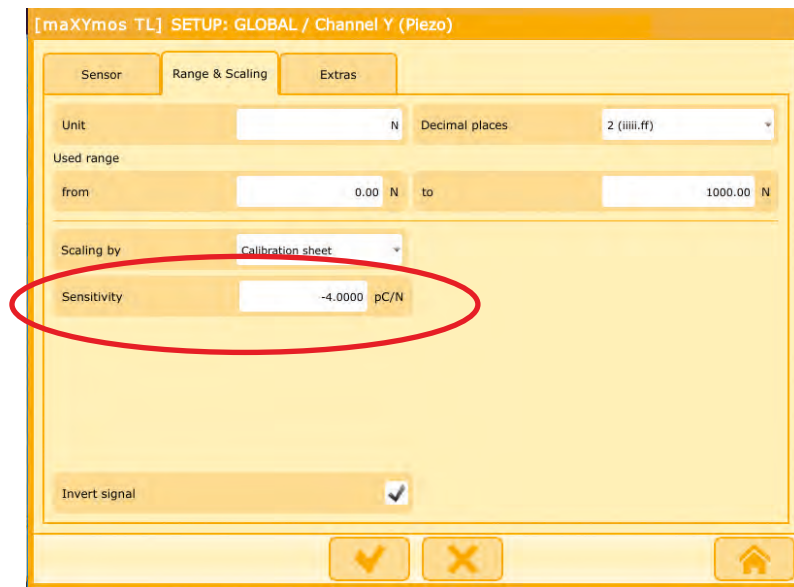 [maXYmos TL] SETUP: GLOBAL / Channel Y (Piezo)
Sensor Range & Scaling Extras
Unit N Decimal places 2 (iiiii.ff)
Used range
from 0.00 N to 1000.00 N
Scaling by Calibration sheet
Sensitivity -4.0000 pC/N
Invert signal